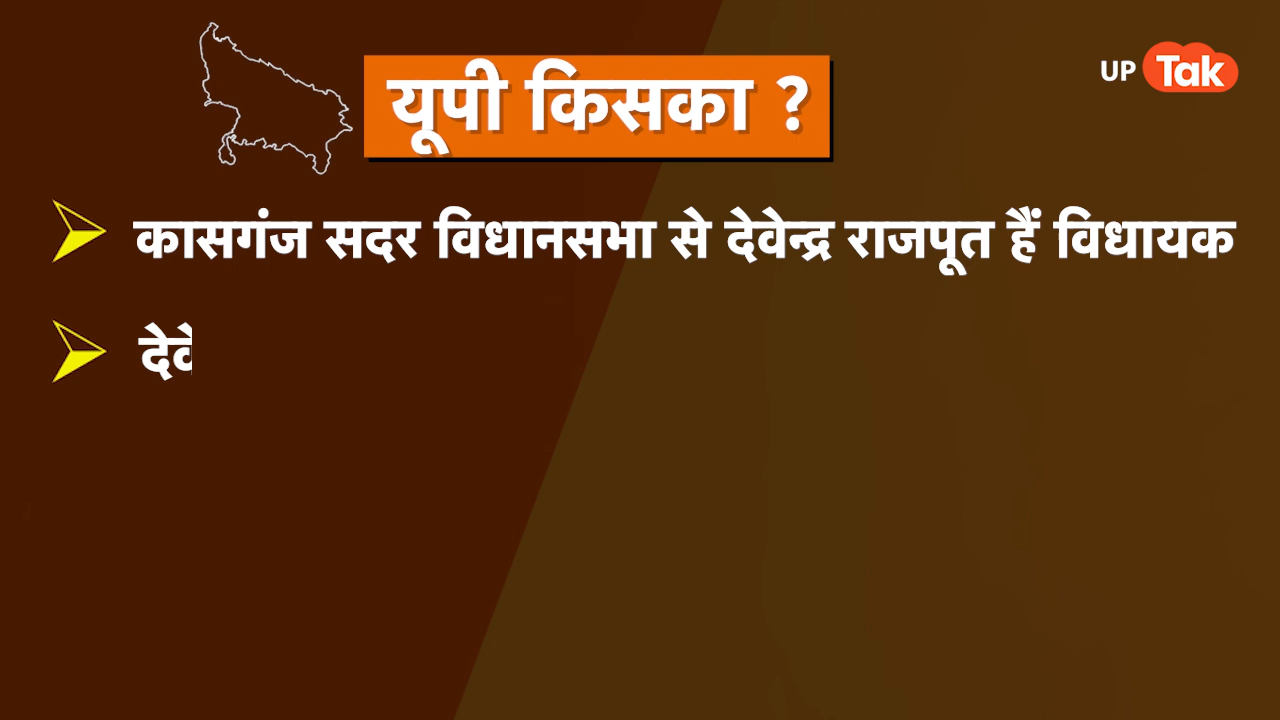 यूपी किसका ?
UP Tak
कासगंज सदर विधानसभा से देवेन्द्र राजपूत हैं विधायक